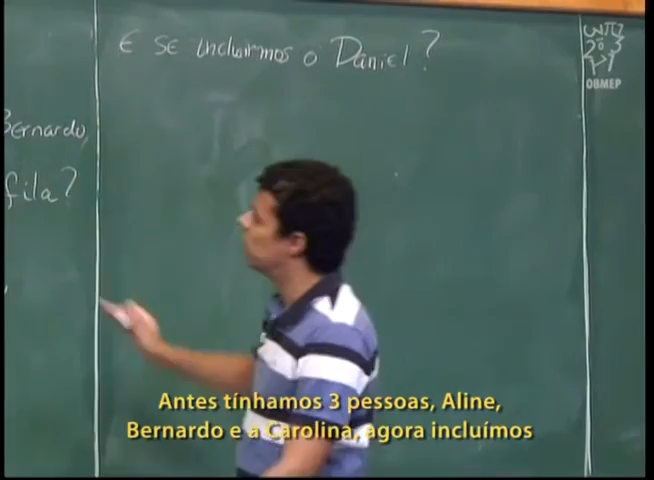 E se incluirmos o Daniel?
Bernardo,
fila?
OBMEP
Antes tínhamos 3 pessoas, Aline,
Bernardo e a Carolina, agora incluímos